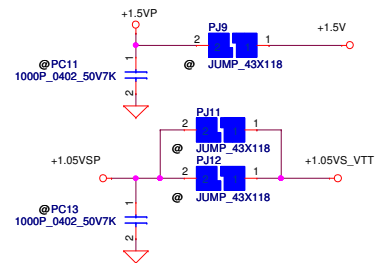 +1.5VP
PJ9
+1.5V
2
1
@PC11
1
@
JUMP_43X118
1000P_0402_50V7K
2
PJ11
2
1
@
JUMP_43X118
+1.05VSP
PJ12
+1.05VS_VTT
2
1
@
JUMP_43X118
@PC13
1
1000P_0402_50V7K
2